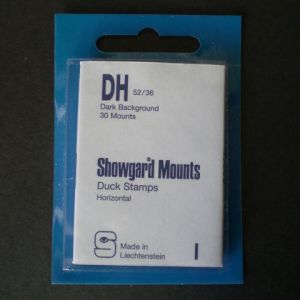 DH 52/36
Dark Background
30 Mounts
Showgard Mounts
Duck Stamps
Horizontal
S Made in
Liechtenstein
I